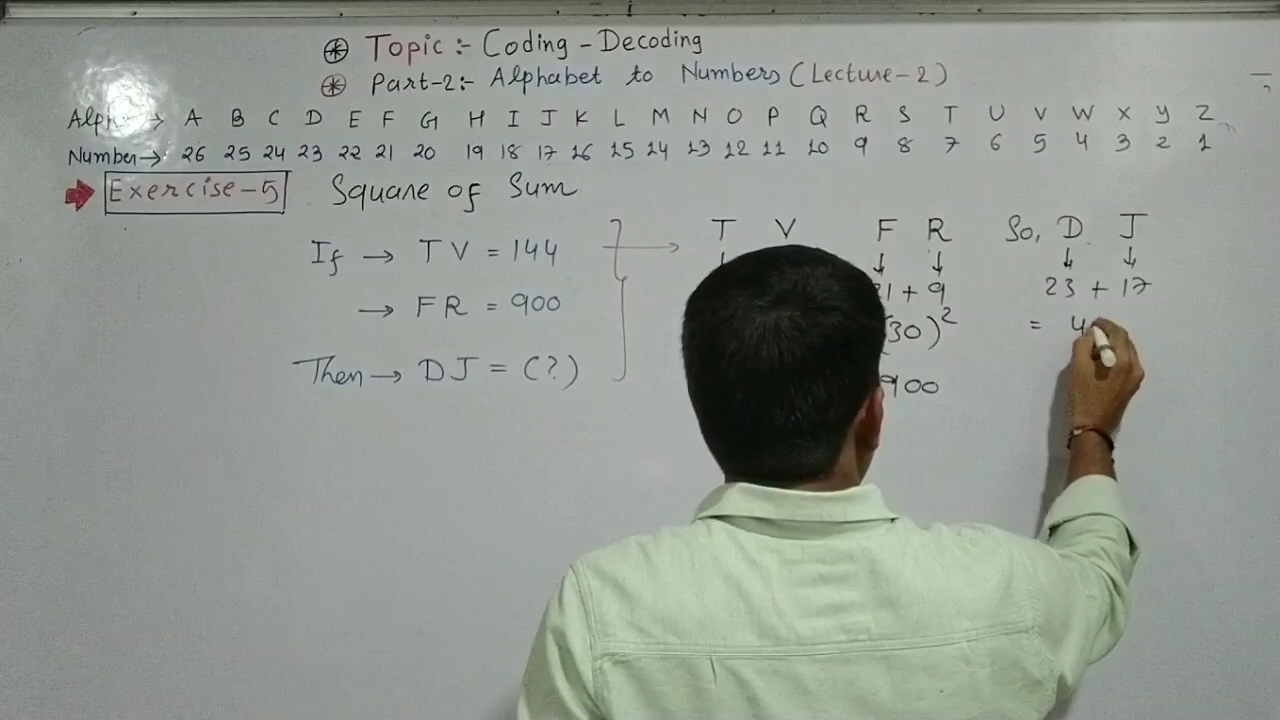 Topic :- Coding - Decoding
Part-2:- Alphabet to Numbers (Lecture-2)
→ A B C D E F G H I J K L M N O P Q R S T U V W X Y Z
Number→ 26 25 24 23 22 21 20 19 18 17 16 15 14 13 12 11 10 9 8 7 6 5 4 3 2 1
Exercise-5 Square of Sum
If → TV = 144
→ FR = 900
Then → DJ = (?)
T V F R So, D J
↓ ↓ ↓ ↓ ↓
1 + 9 23 + 17
(30)² = 4
900